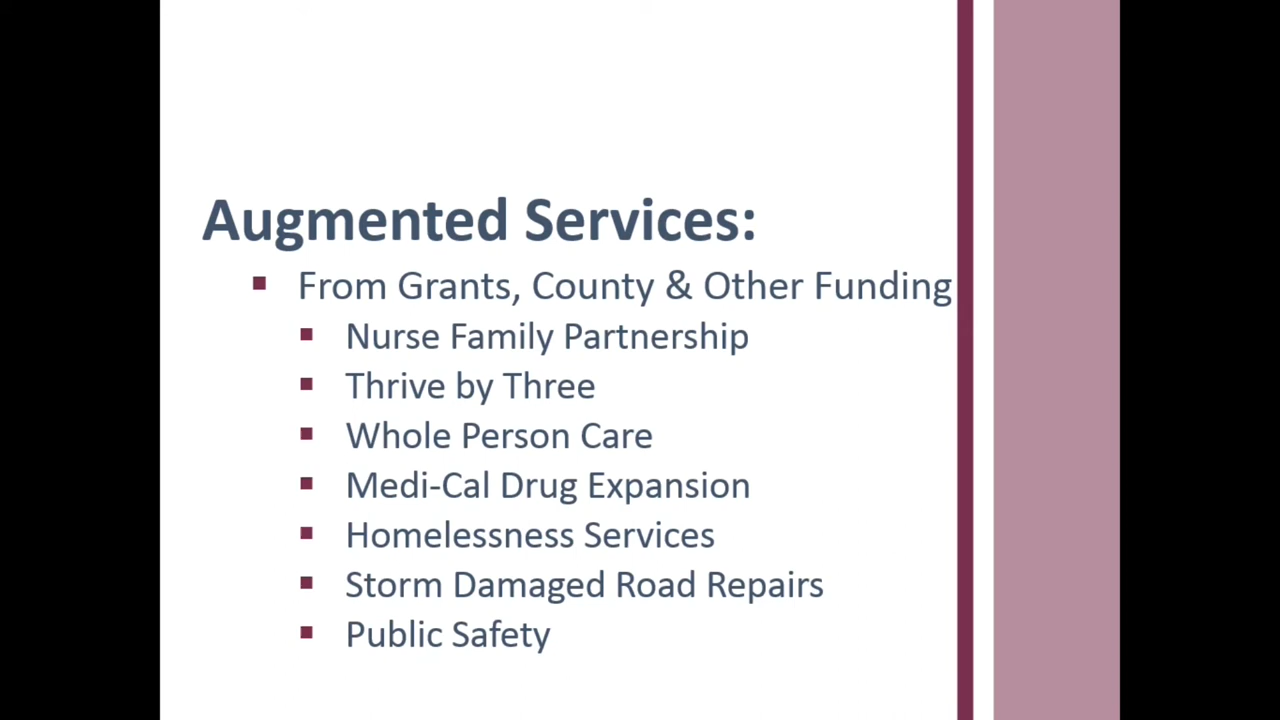 Augmented Services:
From Grants, County & Other Funding
Nurse Family Partnership
Thrive by Three
Whole Person Care
Medi-Cal Drug Expansion
Homelessness Services
Storm Damaged Road Repairs
Public Safety